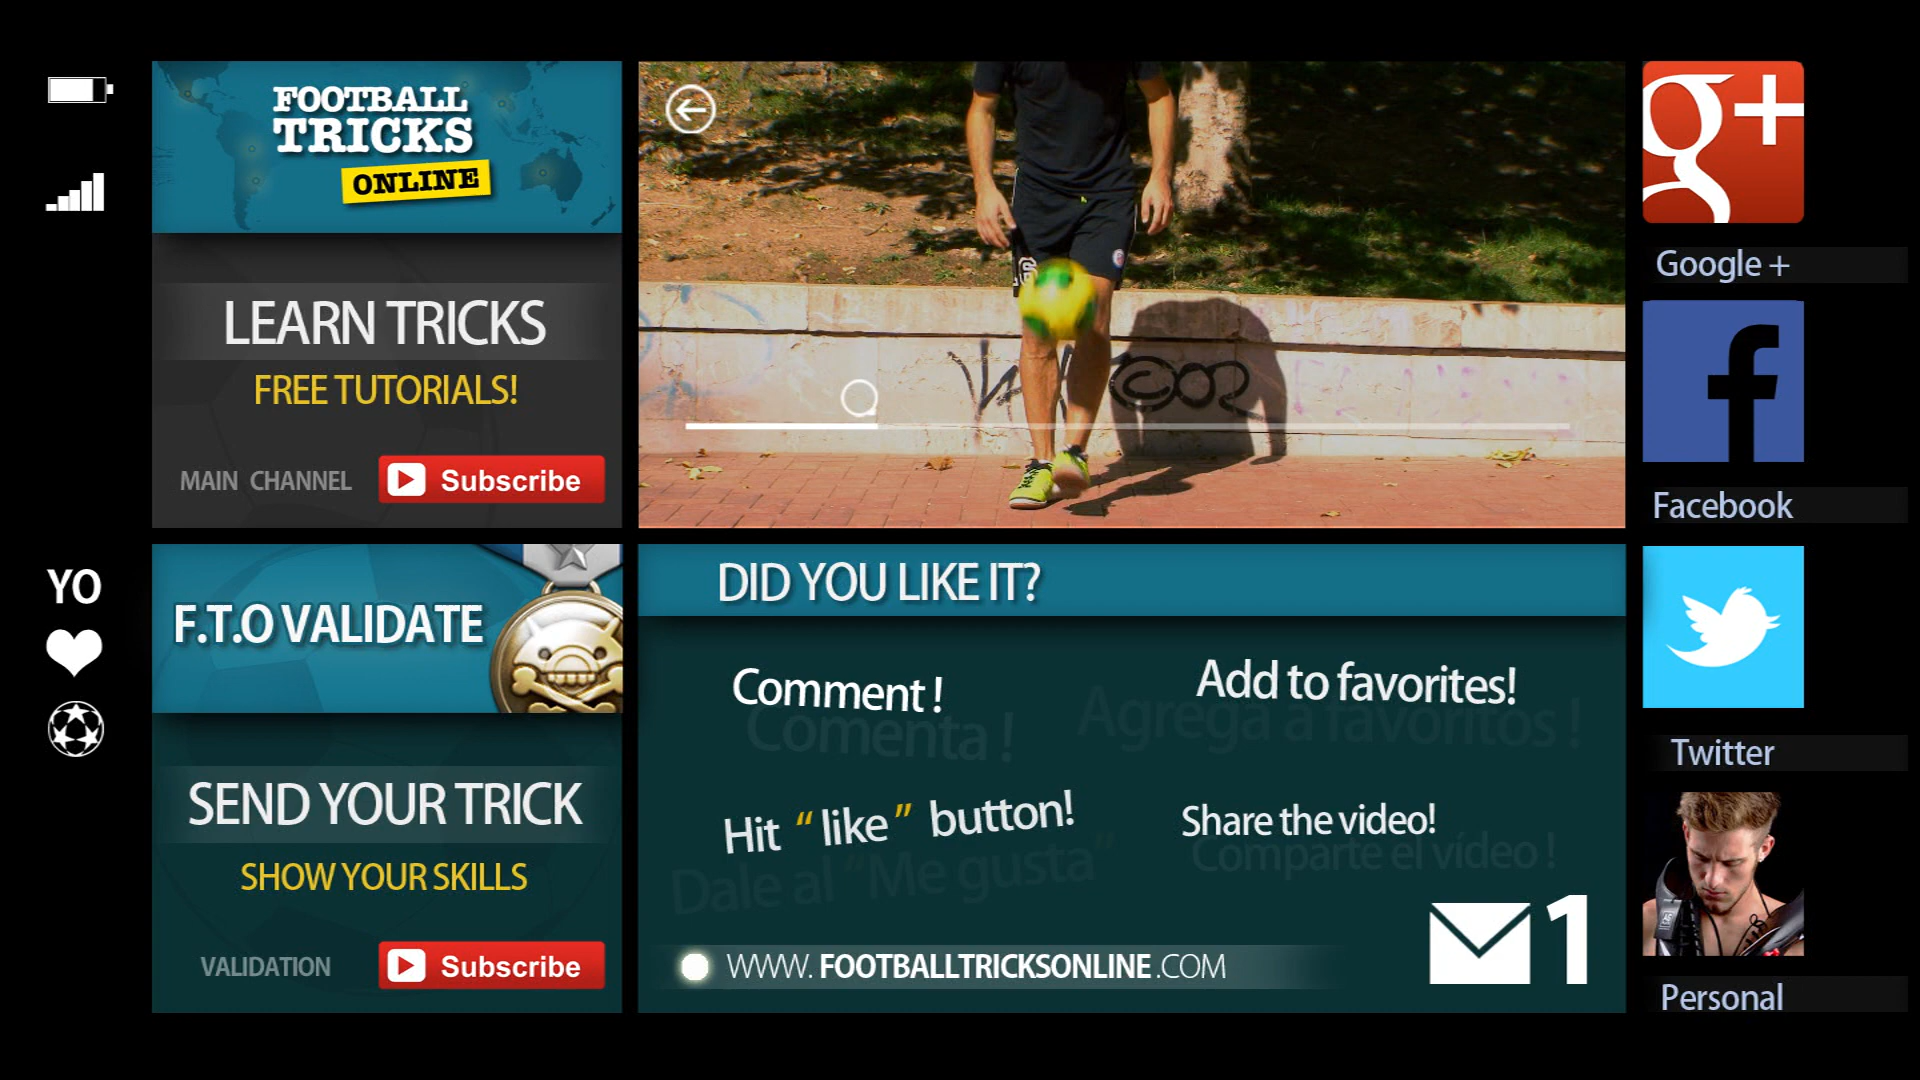 FOOTBALL
TRICKS
ONLINE
LEARN TRICKS
FREE TUTORIALS!
MAIN CHANNEL
Subscribe
g+
Google +
f
Facebook
YO
F.T.O VALIDATE
SEND YOUR TRICK
SHOW YOUR SKILLS
VALIDATION
Subscribe
DID YOU LIKE IT?
Comment !
Add to favorites!
Comenta !
Agrega a favoritos !
Hit “ like ” button!
Share the video!
Dale al “Me gusta”
Comparte el vídeo !
1
WWW. FOOTBALLTRICKSONLINE .COM
Twitter
Personal